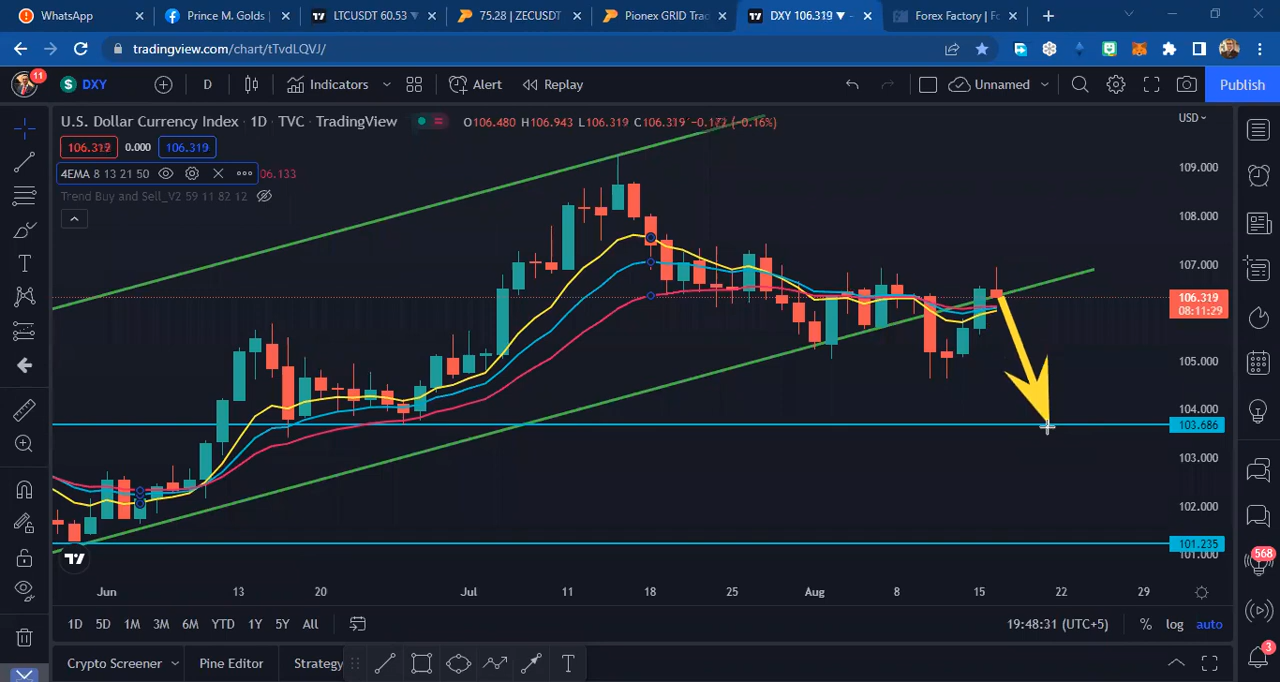 WhatsApp
Prince M. Golds
LTCUSDT 60.53 ▼
75.28 | ZECUSDT
Pionex GRID Trad
DXY 106.319 ▼ −
Forex Factory | Fo
tradingview.com/chart/tTvdLQVJ/
11
$ DXY
D
Indicators
Alert
Replay
Unnamed
Publish
U.S. Dollar Currency Index · 1D · TVC · TradingView
O106.480 H106.943 L106.319 C106.319 −0.172 (−0.16%)
USD
106.319
0.000
106.319
4EMA 8 13 21 50
06.133
Trend Buy and Sell_V2 59 11 82 12
109.000
108.000
107.000
106.319
08:11:29
105.000
104.000
103.686
103.000
102.000
101.235
101.000
Jun
13
20
Jul
11
18
25
Aug
8
15
22
29
1D
5D
1M
3M
6M
YTD
1Y
5Y
All
19:48:31 (UTC+5)
%
log
auto
Crypto Screener
Pine Editor
Strategy
T
568
3